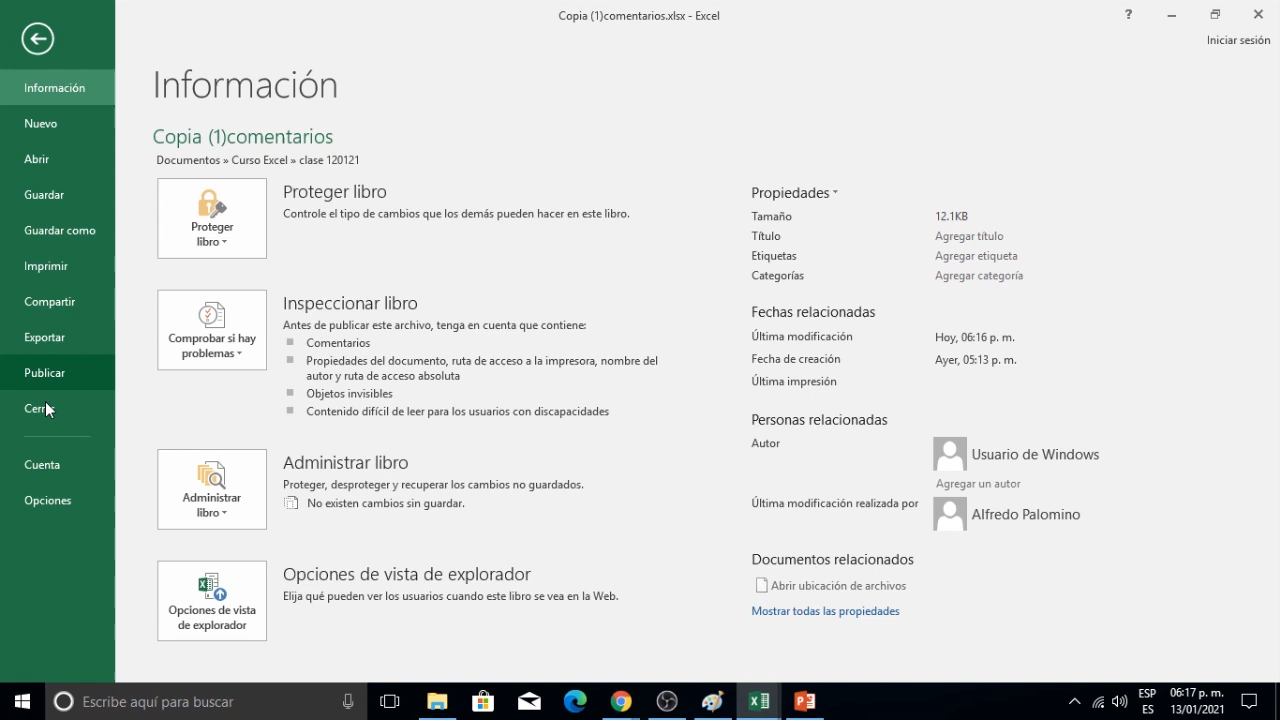 Copia (1)comentarios.xlsx - Excel
?
Iniciar sesión
Información
Nuevo
Abrir
Guardar
Guardar como
Imprimir
Compartir
Exportar
Publicar
Cuenta
Opciones
Información
Copia (1)comentarios
Documentos » Curso Excel » clase 120121
Proteger
libro
Proteger libro
Controle el tipo de cambios que los demás pueden hacer en este libro.
Comprobar si hay
problemas
Inspeccionar libro
Antes de publicar este archivo, tenga en cuenta que contiene:
Comentarios
Propiedades del documento, ruta de acceso a la impresora, nombre del
autor y ruta de acceso absoluta
Objetos invisibles
Contenido difícil de leer para los usuarios con discapacidades
Administrar
libro
Administrar libro
Proteger, desproteger y recuperar los cambios no guardados.
No existen cambios sin guardar.
Opciones de vista
de explorador
Opciones de vista de explorador
Elija qué pueden ver los usuarios cuando este libro se vea en la Web.
Propiedades
Tamaño 12.1KB
Título Agregar título
Etiquetas Agregar etiqueta
Categorías Agregar categoría
Fechas relacionadas
Última modificación Hoy, 06:16 p. m.
Fecha de creación Ayer, 05:13 p. m.
Última impresión
Personas relacionadas
Autor Usuario de Windows
Agregar un autor
Última modificación realizada por Alfredo Palomino
Documentos relacionados
Abrir ubicación de archivos
Mostrar todas las propiedades
Escribe aquí para buscar
ESP
ES
06:17 p. m.
13/01/2021